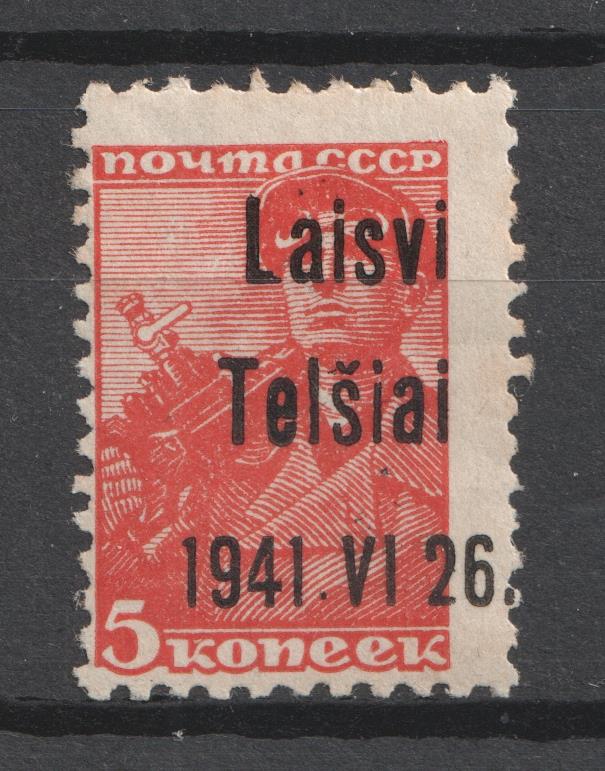 почта СССР
Laisvi
Telšiai
1941. VI 26.
5 копеек